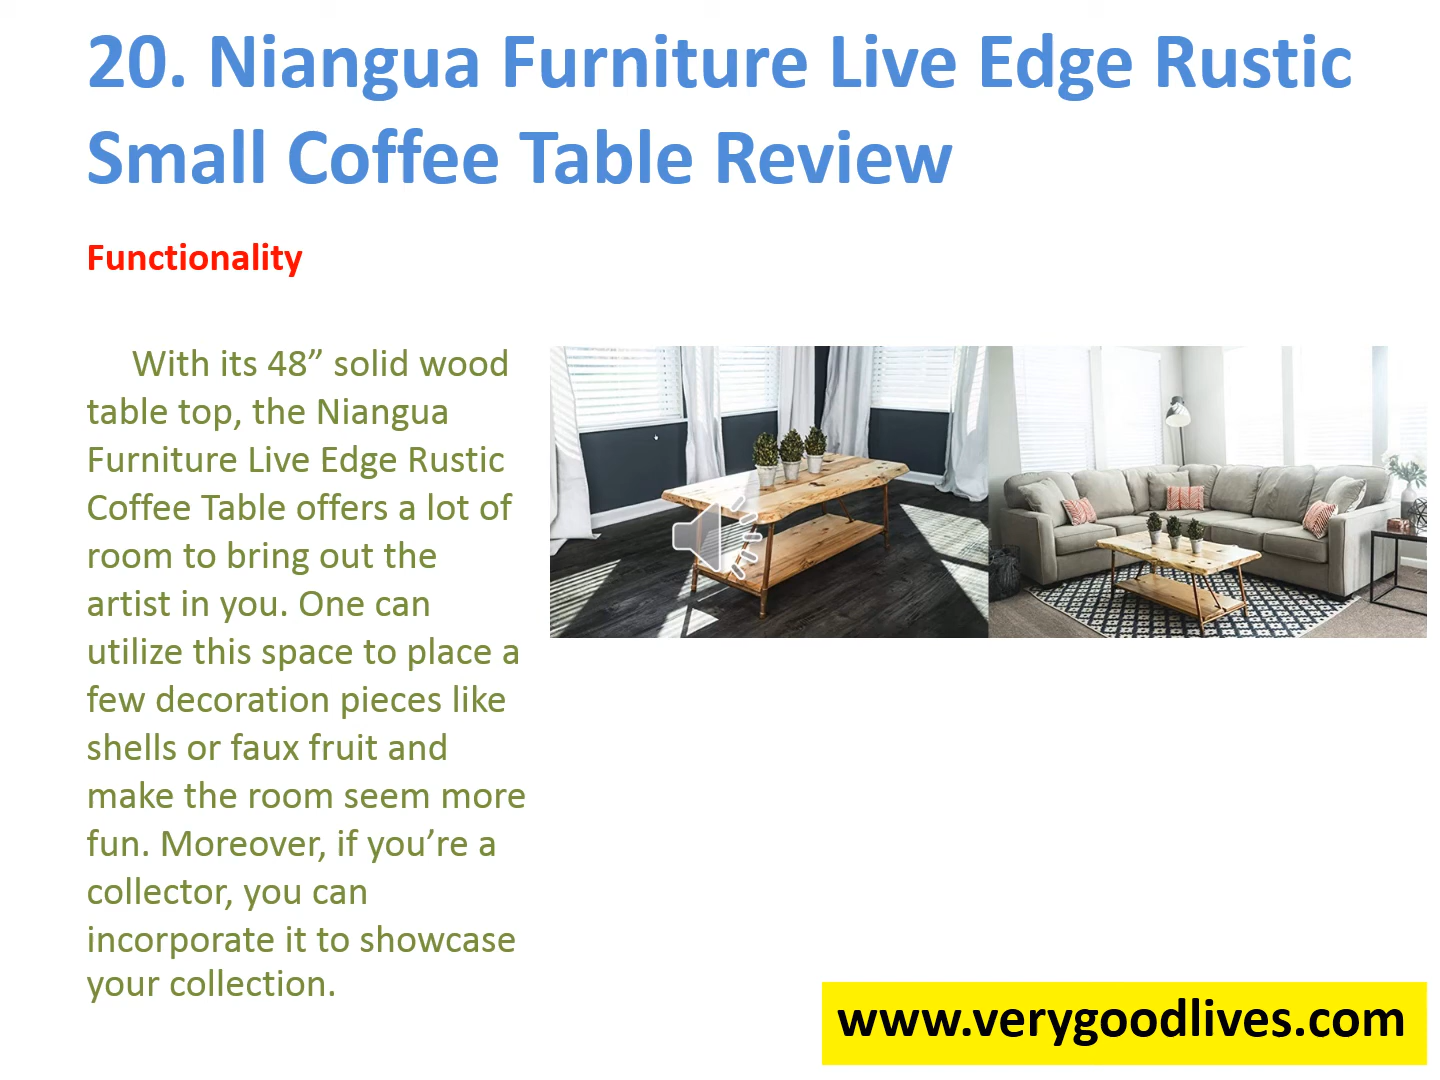 20. Niangua Furniture Live Edge Rustic
Small Coffee Table Review
Functionality
With its 48” solid wood
table top, the Niangua
Furniture Live Edge Rustic
Coffee Table offers a lot of
room to bring out the
artist in you. One can
utilize this space to place a
few decoration pieces like
shells or faux fruit and
make the room seem more
fun. Moreover, if you’re a
collector, you can
incorporate it to showcase
your collection.
www.verygoodlives.com